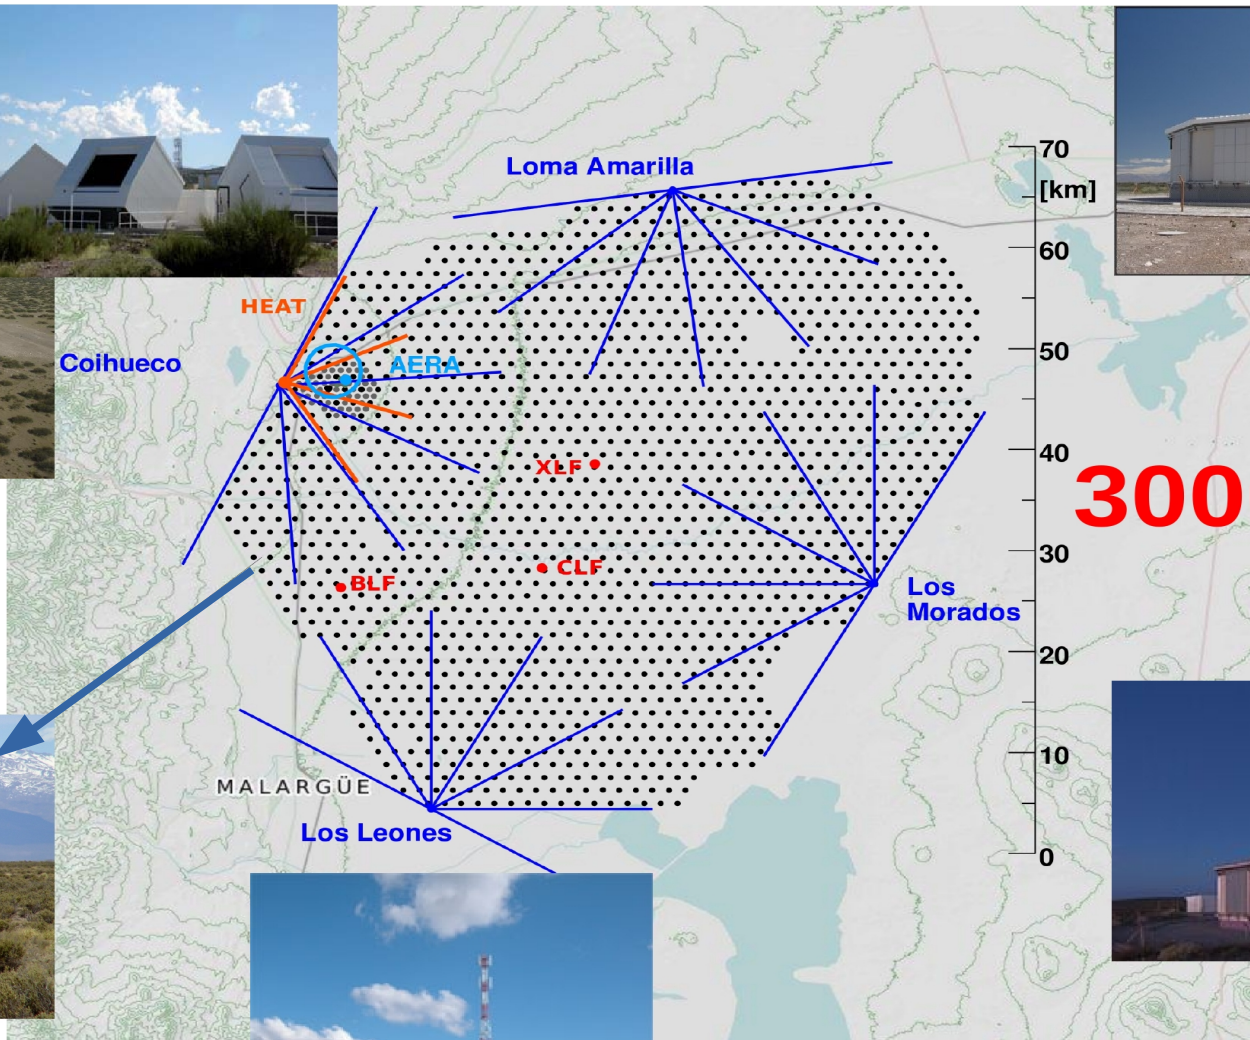 Loma Amarilla
70
[km]
60
HEAT
50
Coihueco
AERA
40
XLF
300
30
CLF
BLF
Los
Morados
20
10
MALARGÜE
Los Leones
0